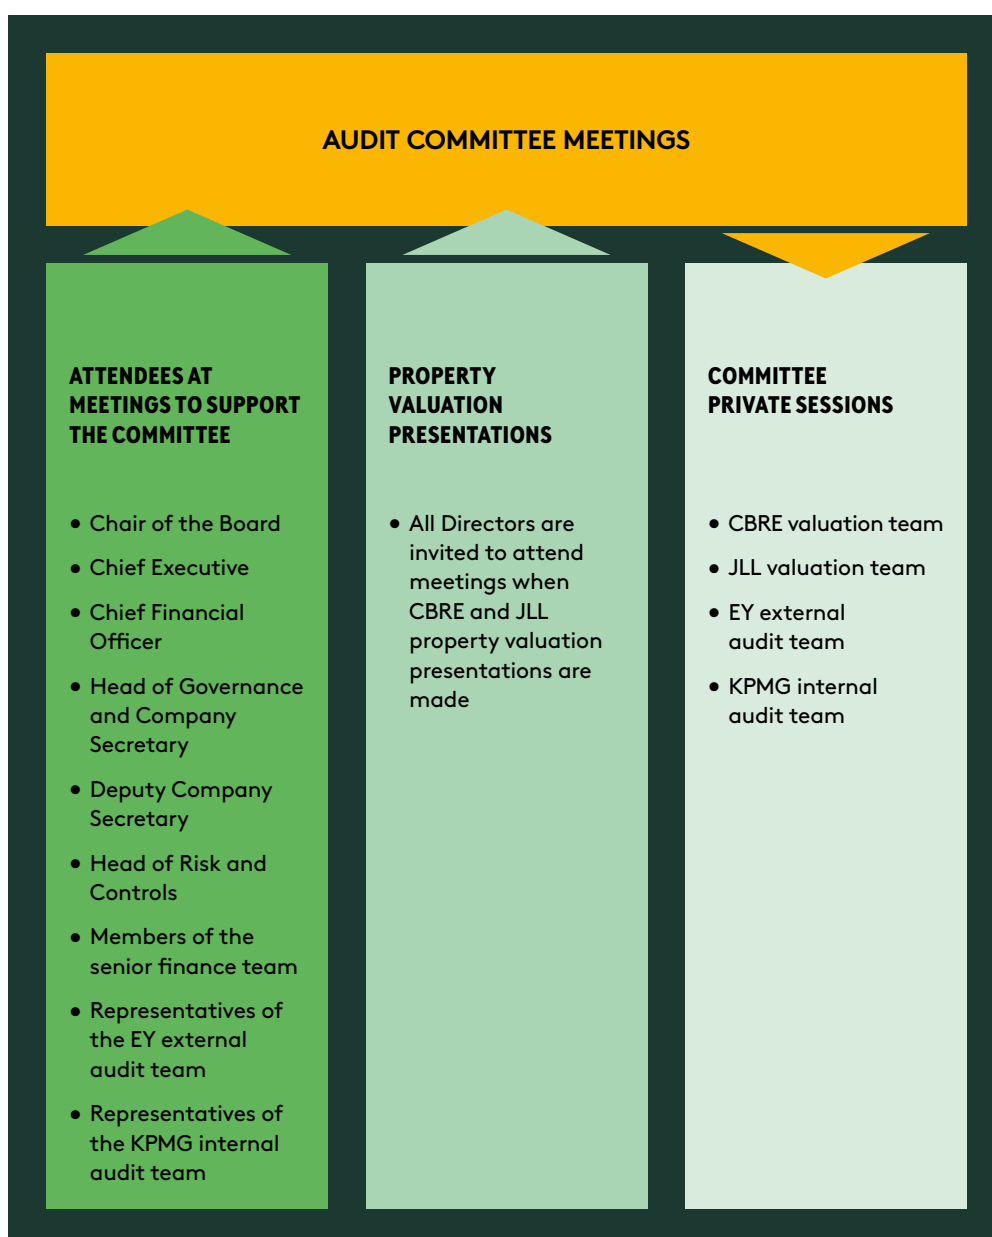 AUDIT COMMITTEE MEETINGS
ATTENDEES AT
MEETINGS TO SUPPORT
THE COMMITTEE
• Chair of the Board
• Chief Executive
• Chief Financial
Officer
• Head of Governance
and Company
Secretary
• Deputy Company
Secretary
• Head of Risk and
Controls
• Members of the
senior finance team
• Representatives of
the EY external
audit team
• Representatives of
the KPMG internal
audit team
PROPERTY
VALUATION
PRESENTATIONS
• All Directors are
invited to attend
meetings when
CBRE and JLL
property valuation
presentations are
made
COMMITTEE
PRIVATE SESSIONS
• CBRE valuation team
• JLL valuation team
• EY external
audit team
• KPMG internal
audit team